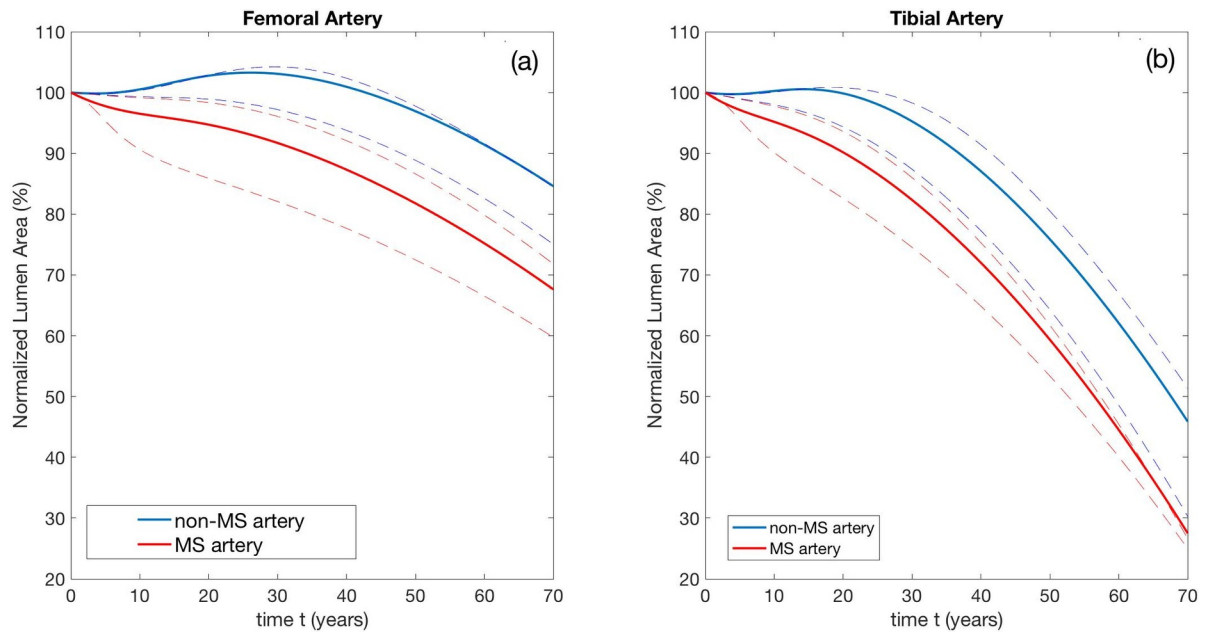 Femoral Artery
(a)
Normalized Lumen Area (%)
110
100
90
80
70
60
50
40
30
20
0 10 20 30 40 50 60 70
time t (years)
non-MS artery
MS artery
Tibial Artery
(b)
Normalized Lumen Area (%)
110
100
90
80
70
60
50
40
30
20
0 10 20 30 40 50 60 70
time t (years)
non-MS artery
MS artery